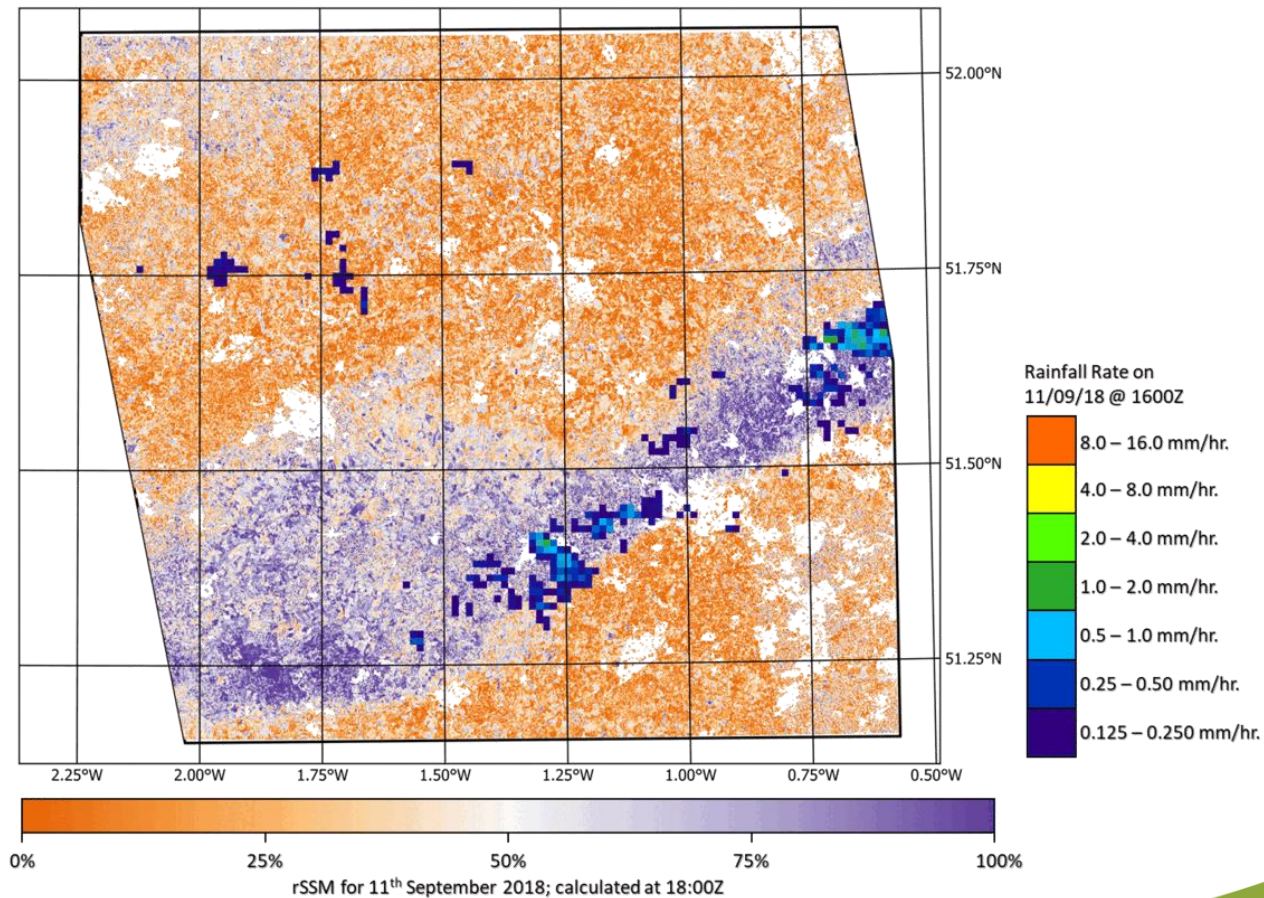 52.00°N
51.75°N
51.50°N
51.25°N
2.25°W
2.00°W
1.75°W
1.50°W
1.25°W
1.00°W
0.75°W
0.50°W
Rainfall Rate on
11/09/18 @ 1600Z
8.0 – 16.0 mm/hr.
4.0 – 8.0 mm/hr.
2.0 – 4.0 mm/hr.
1.0 – 2.0 mm/hr.
0.5 – 1.0 mm/hr.
0.25 – 0.50 mm/hr.
0.125 – 0.250 mm/hr.
0%
25%
50%
75%
100%
rSSM for 11th September 2018; calculated at 18:00Z